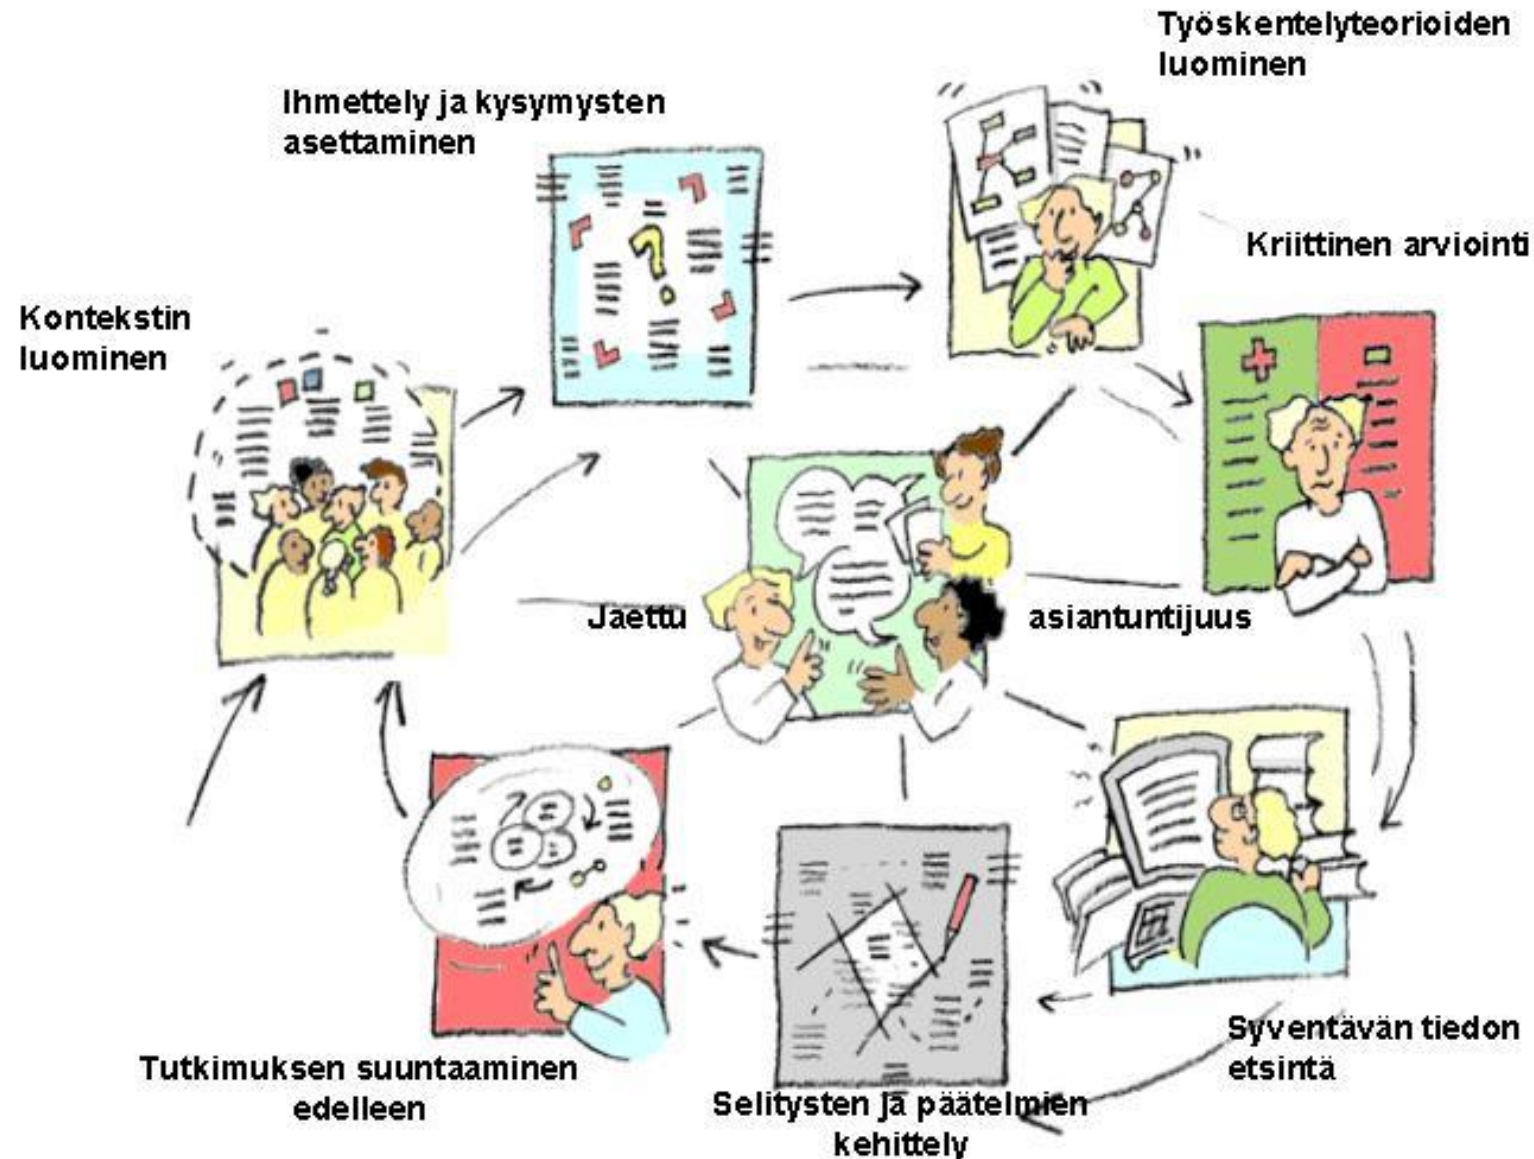 Työskentelyteorioiden
luominen
Ihmettely ja kysymysten
asettaminen
Kriittinen arviointi
Kontekstin
luominen
Jaettu asiantuntijuus
Syventävän tiedon
etsintä
Tutkimuksen suuntaaminen
edelleen
Selitysten ja päätelmien
kehittely